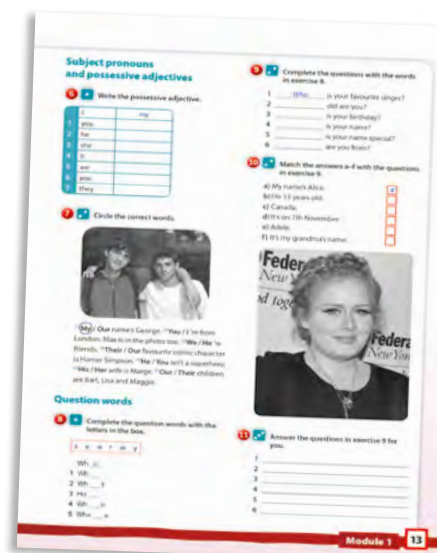 Subject pronouns
and possessive adjectives
6 Write the possessive adjective.
I my
1 you
2 he
3 she
4 it
5 we
6 you
7 they
7 Circle the correct words.
My / Our name's George. You / I 'm from
London. Max is in the photo too. We / He 're
friends. Their / Our favourite comic character
is Homer Simpson. He / You isn't a superhero.
His / Her wife is Marge. Our / Their children
are Bart, Lisa and Maggie.
Question words
8 Complete the question words with the
letters in the box.
Wh
1 Wh
2 Wh t
3 Ho
4 Wh n
5 Whe e
9 Complete the questions with the words
in exercise 8.
1 Who is your favourite singer?
2 old are you?
3 is your birthday?
4 is your name?
5 is your name special?
6 are you from?
10 Match the answers a–f with the questions
in exercise 9.
a) My name's Alice.
b) I'm 13 years old.
c) Canada.
d) It's on 7th November.
e) Adele.
f) It's my grandma's name.
Feder
New Y
nd tog
Federa
New Yor
11 Answer the questions in exercise 9 for
you.
1
2
3
4
5
6
Module 1 13